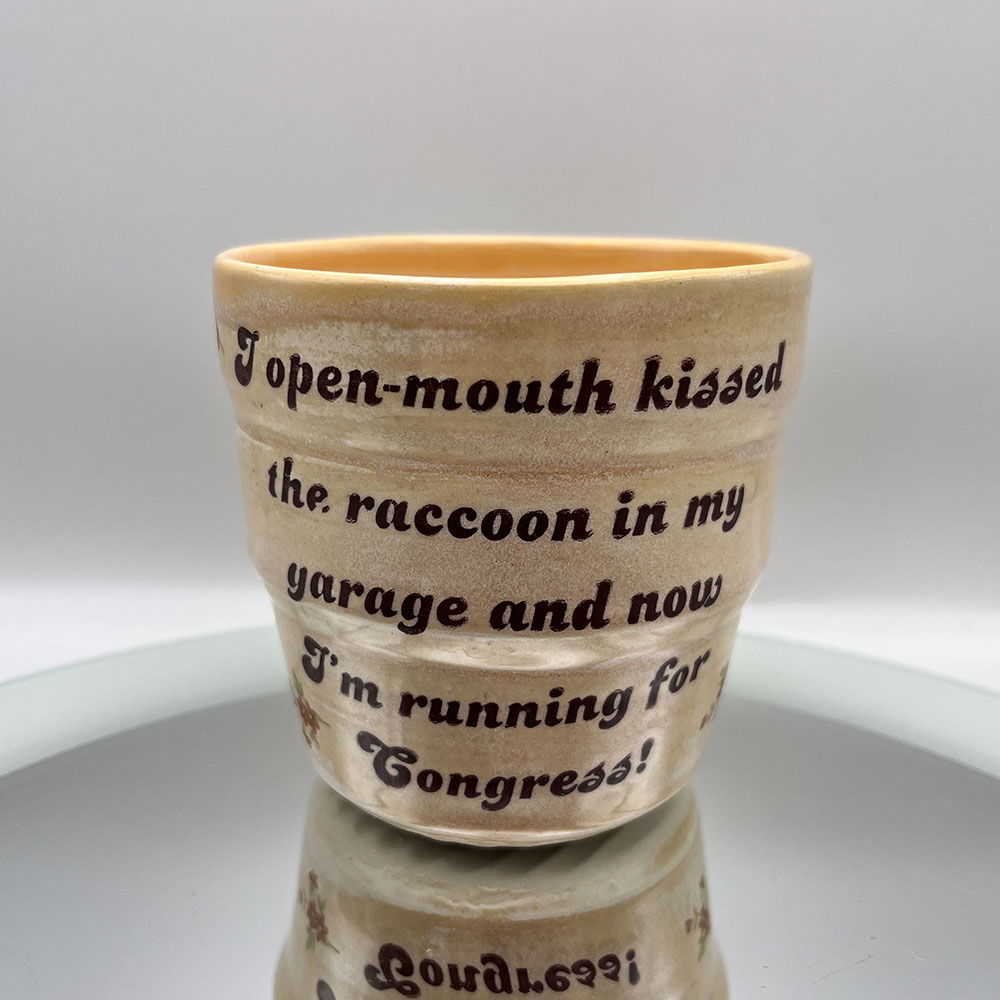 I open-mouth kissed
the raccoon in my
garage and now
I'm running for
Congress!